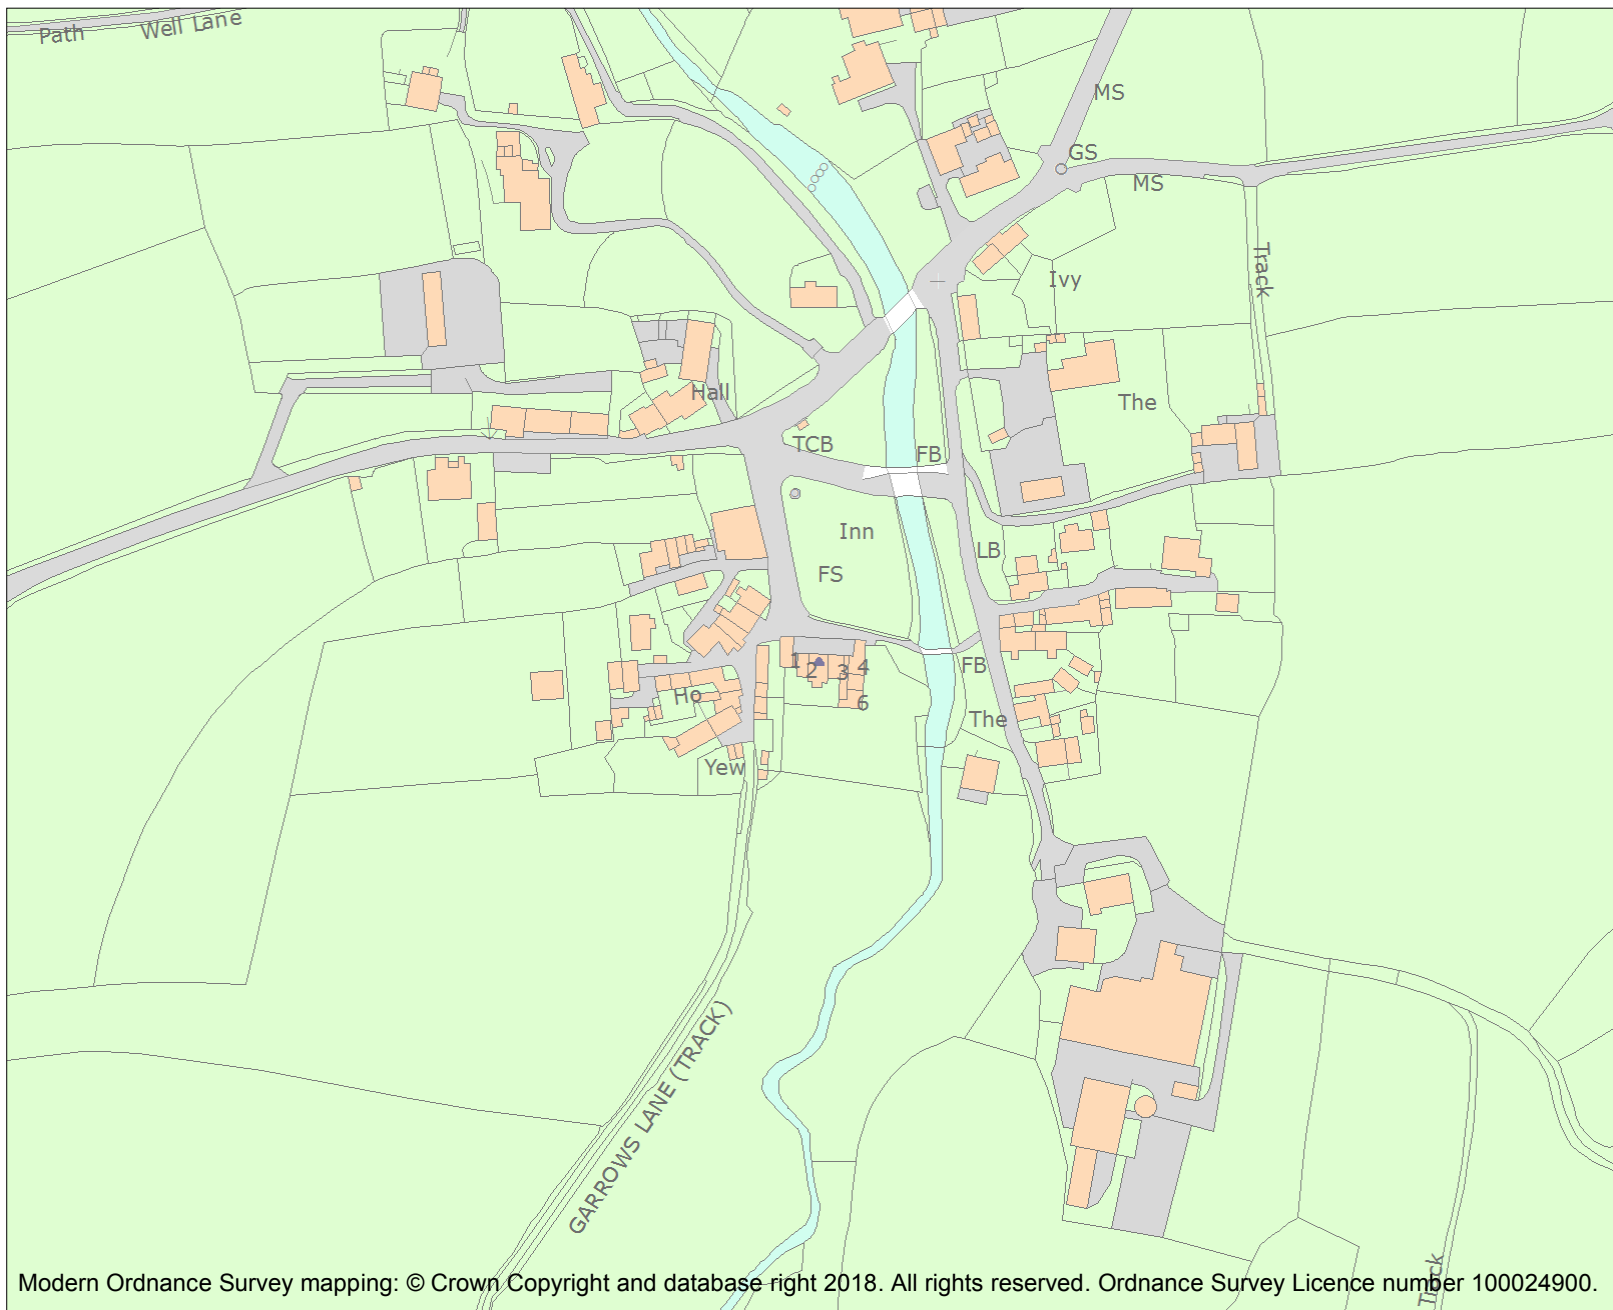 Path
Well Lane
MS
GS
MS
Track
Ivy
Hall
The
TCB
FB
Inn
LB
FS
1
2
3
4
6
FB
Ho
The
Yew
GARROWS LANE (TRACK)
Track
Modern Ordnance Survey mapping: © Crown Copyright and database right 2018. All rights reserved. Ordnance Survey Licence number 100024900.